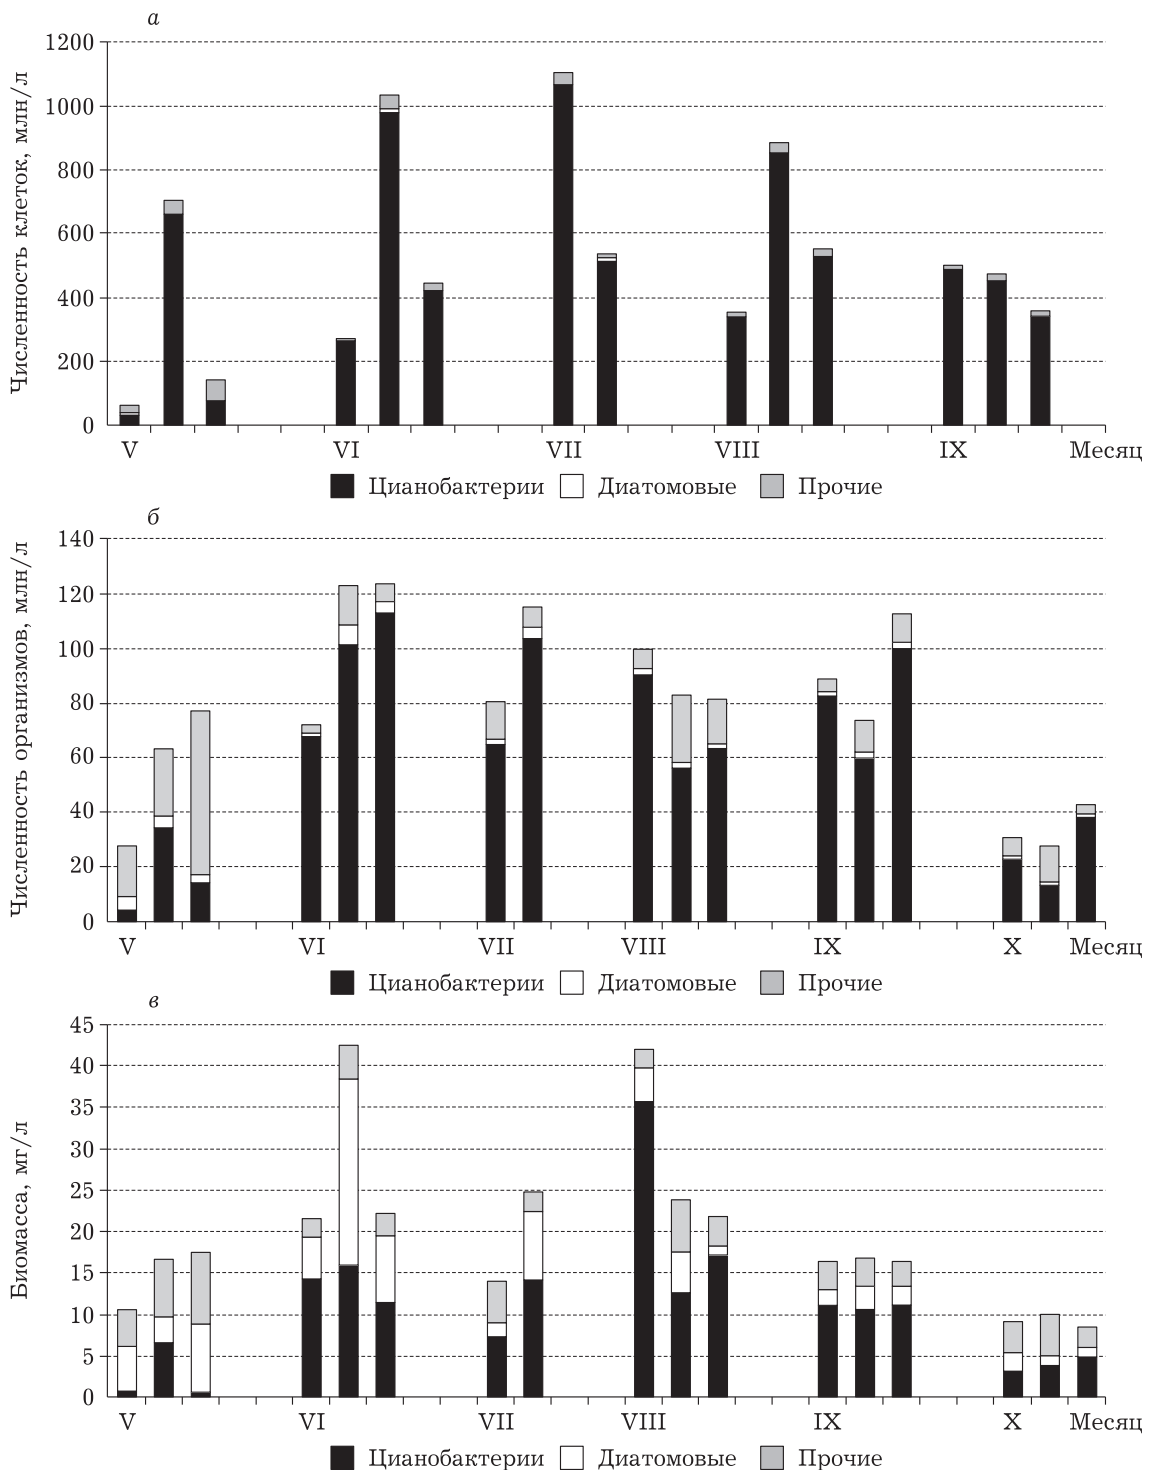 а
Численность клеток, млн/л
1200
1000
800
600
400
200
0
V VI VII VIII IX Месяц
Цианобактерии Диатомовые Прочие
б
Численность организмов, млн/л
140
120
100
80
60
40
20
0
V VI VII VIII IX X Месяц
Цианобактерии Диатомовые Прочие
в
Биомасса, мг/л
45
40
35
30
25
20
15
10
5
0
V VI VII VIII IX X Месяц
Цианобактерии Диатомовые Прочие